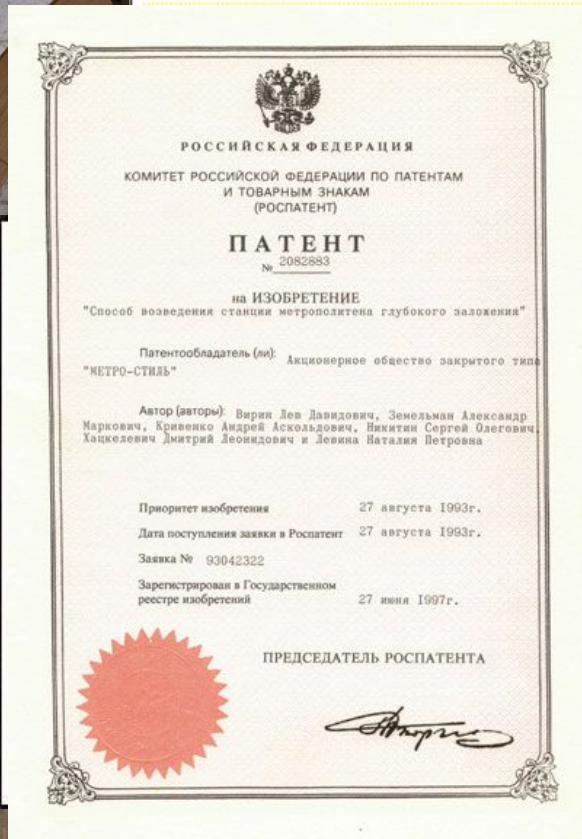 РОССИЙСКАЯ ФЕДЕРАЦИЯ
КОМИТЕТ РОССИЙСКОЙ ФЕДЕРАЦИИ ПО ПАТЕНТАМ
И ТОВАРНЫМ ЗНАКАМ
(РОСПАТЕНТ)
ПАТЕНТ
№ 2082883
на ИЗОБРЕТЕНИЕ
"Способ возведения станции метрополитена глубокого заложения"
Патентообладатель (ли): Акционерное общество закрытого типа
"МЕТРО-СТИЛЬ"
Автор (авторы): Вирин Лев Давидович, Земельман Александр
Маркович, Кривенко Андрей Аскольдович, Никитин Сергей Олегович,
Хацкелевич Дмитрий Леонидович и Левина Наталия Петровна
Приоритет изобретения 27 августа I993г.
Дата поступления заявки в Роспатент 27 августа I993г.
Заявка № 93042322
Зарегистрирован в Государственном
реестре изобретений 27 июня I997г.
ПРЕДСЕДАТЕЛЬ РОСПАТЕНТА